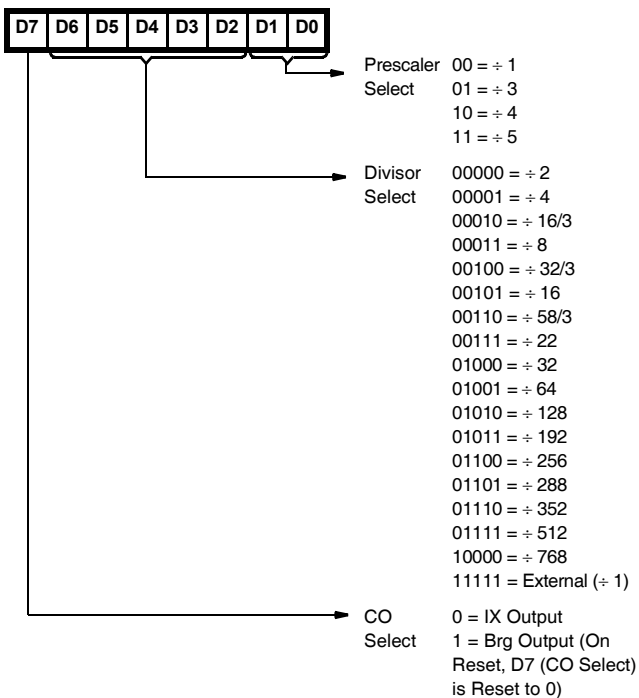 D7 D6 D5 D4 D3 D2 D1 D0
Prescaler 00 = ÷ 1
Select 01 = ÷ 3
10 = ÷ 4
11 = ÷ 5
Divisor 00000 = ÷ 2
Select 00001 = ÷ 4
00010 = ÷ 16/3
00011 = ÷ 8
00100 = ÷ 32/3
00101 = ÷ 16
00110 = ÷ 58/3
00111 = ÷ 22
01000 = ÷ 32
01001 = ÷ 64
01010 = ÷ 128
01011 = ÷ 192
01100 = ÷ 256
01101 = ÷ 288
01110 = ÷ 352
01111 = ÷ 512
10000 = ÷ 768
11111 = External (÷ 1)
CO 0 = IX Output
Select 1 = Brg Output (On
Reset, D7 (CO Select)
is Reset to 0)